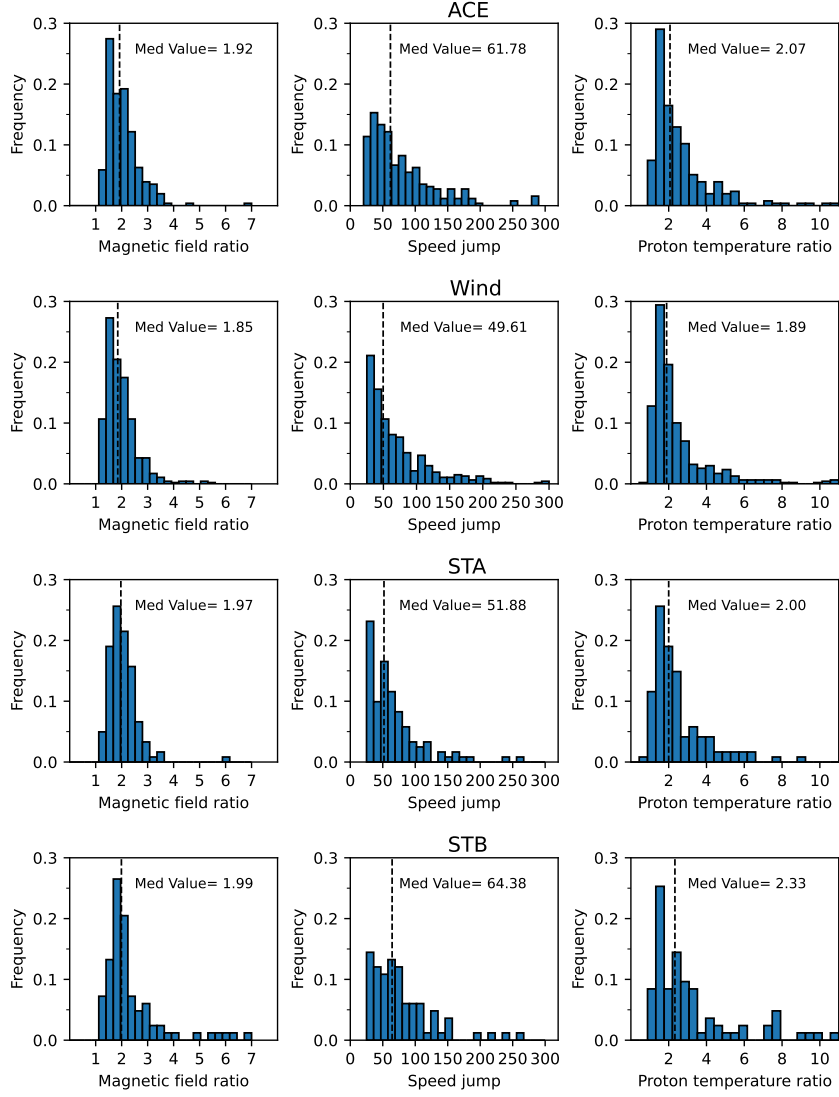 ACE
0.3
0.2
0.1
0.0
Frequency
Med Value= 1.92
1 2 3 4 5 6 7
Magnetic field ratio
0.3
0.2
0.1
0.0
Frequency
Med Value= 61.78
0 50 100 150 200 250 300
Speed jump
0.3
0.2
0.1
0.0
Frequency
Med Value= 2.07
2 4 6 8 10
Proton temperature ratio
Wind
0.3
0.2
0.1
0.0
Frequency
Med Value= 1.85
1 2 3 4 5 6 7
Magnetic field ratio
0.3
0.2
0.1
0.0
Frequency
Med Value= 49.61
0 50 100 150 200 250 300
Speed jump
0.3
0.2
0.1
0.0
Frequency
Med Value= 1.89
2 4 6 8 10
Proton temperature ratio
STA
0.3
0.2
0.1
0.0
Frequency
Med Value= 1.97
1 2 3 4 5 6 7
Magnetic field ratio
0.3
0.2
0.1
0.0
Frequency
Med Value= 51.88
0 50 100 150 200 250 300
Speed jump
0.3
0.2
0.1
0.0
Frequency
Med Value= 2.00
2 4 6 8 10
Proton temperature ratio
STB
0.3
0.2
0.1
0.0
Frequency
Med Value= 1.99
1 2 3 4 5 6 7
Magnetic field ratio
0.3
0.2
0.1
0.0
Frequency
Med Value= 64.38
0 50 100 150 200 250 300
Speed jump
0.3
0.2
0.1
0.0
Frequency
Med Value= 2.33
2 4 6 8 10
Proton temperature ratio